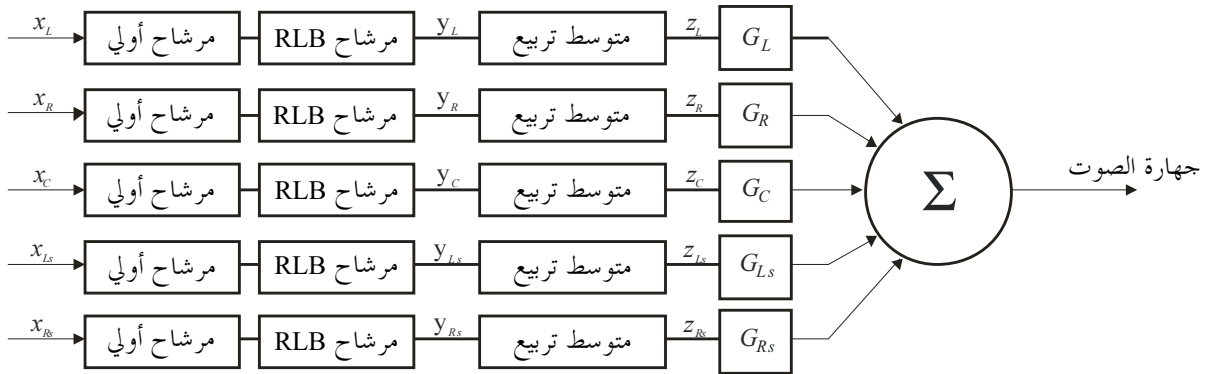 x_L مرشاح أولي مرشاح RLB y_L متوسط تربيع z_L G_L
x_R مرشاح أولي مرشاح RLB y_R متوسط تربيع z_R G_R
x_C مرشاح أولي مرشاح RLB y_C متوسط تربيع z_C G_C
x_Ls مرشاح أولي مرشاح RLB y_Ls متوسط تربيع z_Ls G_Ls
x_Rs مرشاح أولي مرشاح RLB y_Rs متوسط تربيع z_Rs G_Rs
Σ
جهارة الصوت